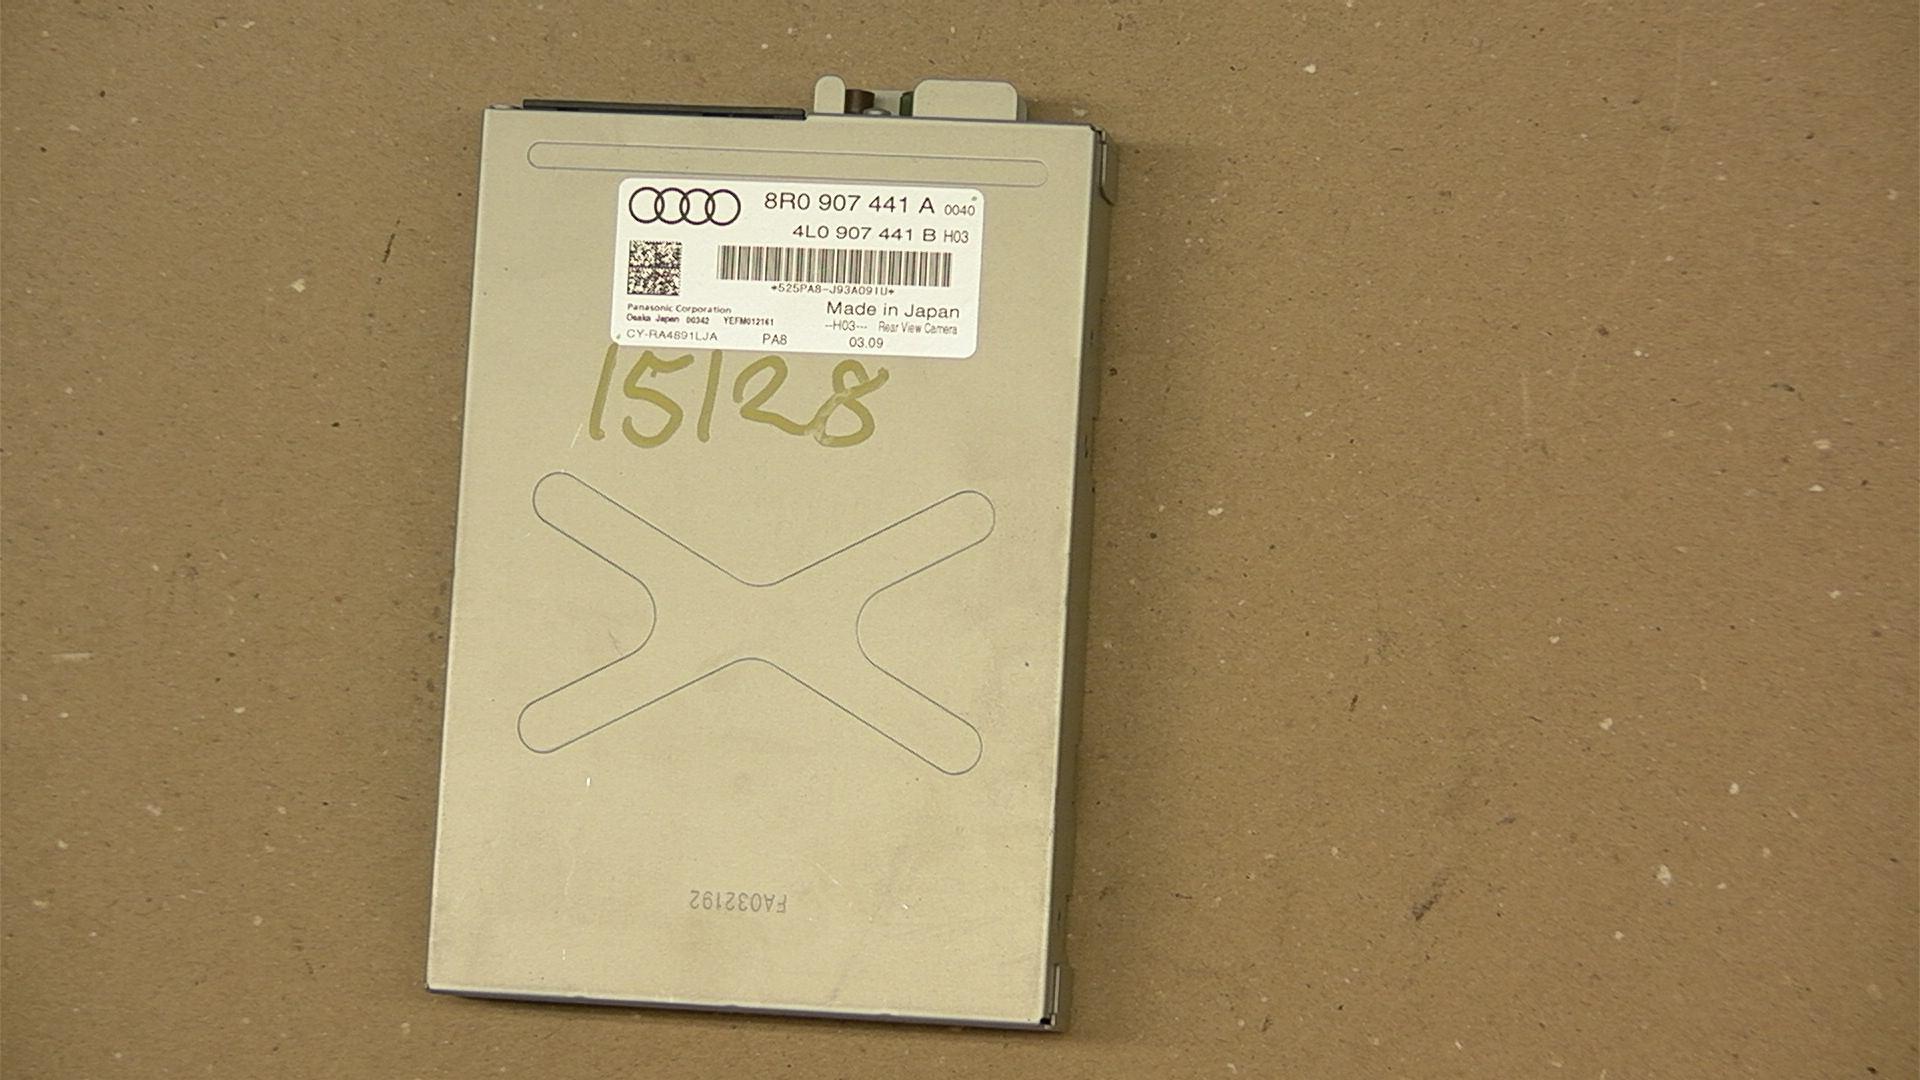 8R0 907 441 A 0040
4L0 907 441 B H03
+525PA8-J93A091U+
Panasonic Corporation
Made in Japan
Osaka Japan 00342 YEFM012161
--H03--- Rear View Camera
CY-RA4891LJA PA8 03.09
15128
FA032192